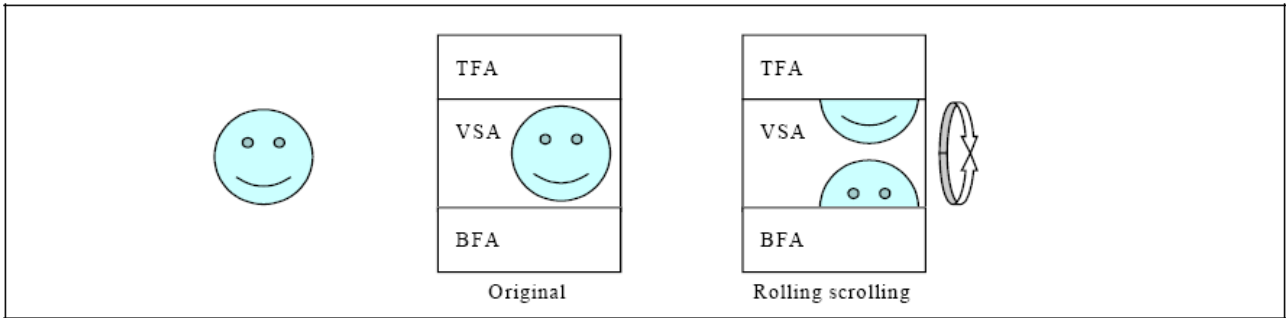 TFA
VSA
BFA
Original
TFA
VSA
BFA
Rolling scrolling